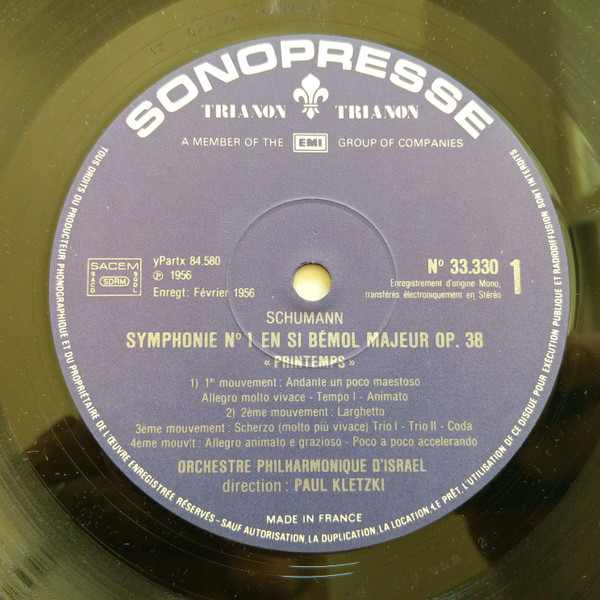 SONOPRESSE
TRIANON TRIANON
A MEMBER OF THE EMI GROUP OF COMPANIES
SACEM
SACD SDRM SGDL
yPartx 84.580
Ⓟ 1956
Enregt: Février 1956
Nº 33.330 1
Enregistrement d'origine Mono,
transférés électroniquement en Stéréo
SCHUMANN
SYMPHONIE Nº 1 EN SI BÉMOL MAJEUR OP. 38
« PRINTEMPS »
1) 1er mouvement : Andante un poco maestoso
Allegro molto vivace - Tempo I - Animato
2) 2ème mouvement : Larghetto
3ème mouvement : Scherzo (molto più vivace) Trio I - Trio II - Coda
4ème mouvit : Allegro animato e grazioso - Poco a poco accelerando
ORCHESTRE PHILHARMONIQUE D'ISRAEL
direction : PAUL KLETZKI
MADE IN FRANCE
TOUS DROITS DU PRODUCTEUR PHONOGRAPHIQUE ET DU PROPRIÉTAIRE DE L'ŒUVRE ENREGISTRÉE RÉSERVÉS - SAUF AUTORISATION, LA DUPLICATION, LA LOCATION, LE PRÊT, L'UTILISATION DE CE DISQUE POUR EXÉCUTION PUBLIQUE ET RADIODIFFUSION SONT INTERDITS